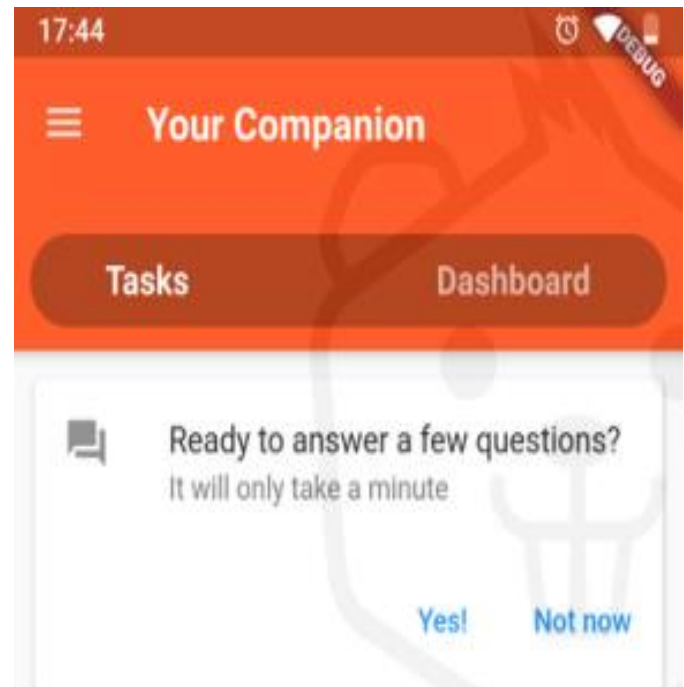 17:44
DEBUG
Your Companion
Tasks Dashboard
Ready to answer a few questions?
It will only take a minute
Yes! Not now